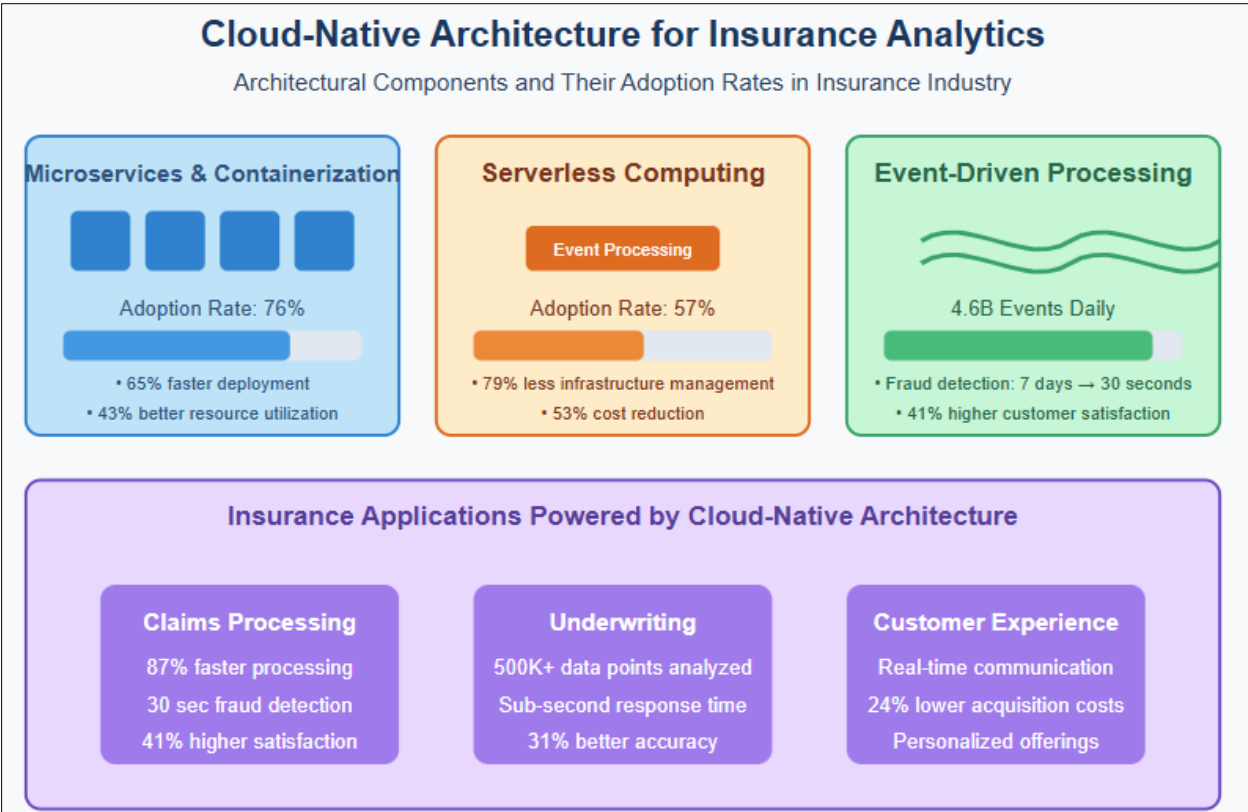 Cloud-Native Architecture for Insurance Analytics
Architectural Components and Their Adoption Rates in Insurance Industry
Microservices & Containerization
Adoption Rate: 76%
• 65% faster deployment
• 43% better resource utilization
Serverless Computing
Event Processing
Adoption Rate: 57%
• 79% less infrastructure management
• 53% cost reduction
Event-Driven Processing
4.6B Events Daily
• Fraud detection: 7 days → 30 seconds
• 41% higher customer satisfaction
Insurance Applications Powered by Cloud-Native Architecture
Claims Processing
87% faster processing
30 sec fraud detection
41% higher satisfaction
Underwriting
500K+ data points analyzed
Sub-second response time
31% better accuracy
Customer Experience
Real-time communication
24% lower acquisition costs
Personalized offerings